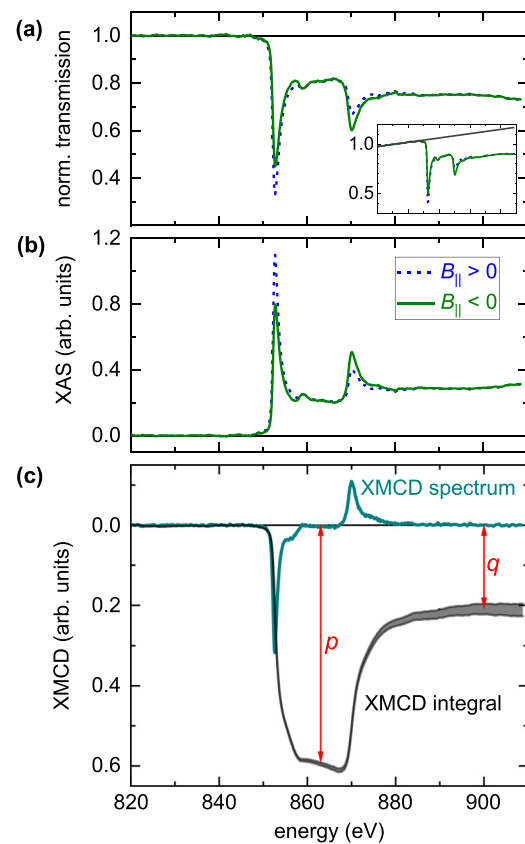 (a)
1.0
0.8
0.6
0.4
norm. transmission
1.0
0.5
(b)
1.2
0.8
0.4
0.0
XAS (arb. units)
B|| > 0
B|| < 0
(c)
XMCD spectrum
0.0
0.2
0.4
0.6
XMCD (arb. units)
q
p
XMCD integral
820 840 860 880 900
energy (eV)